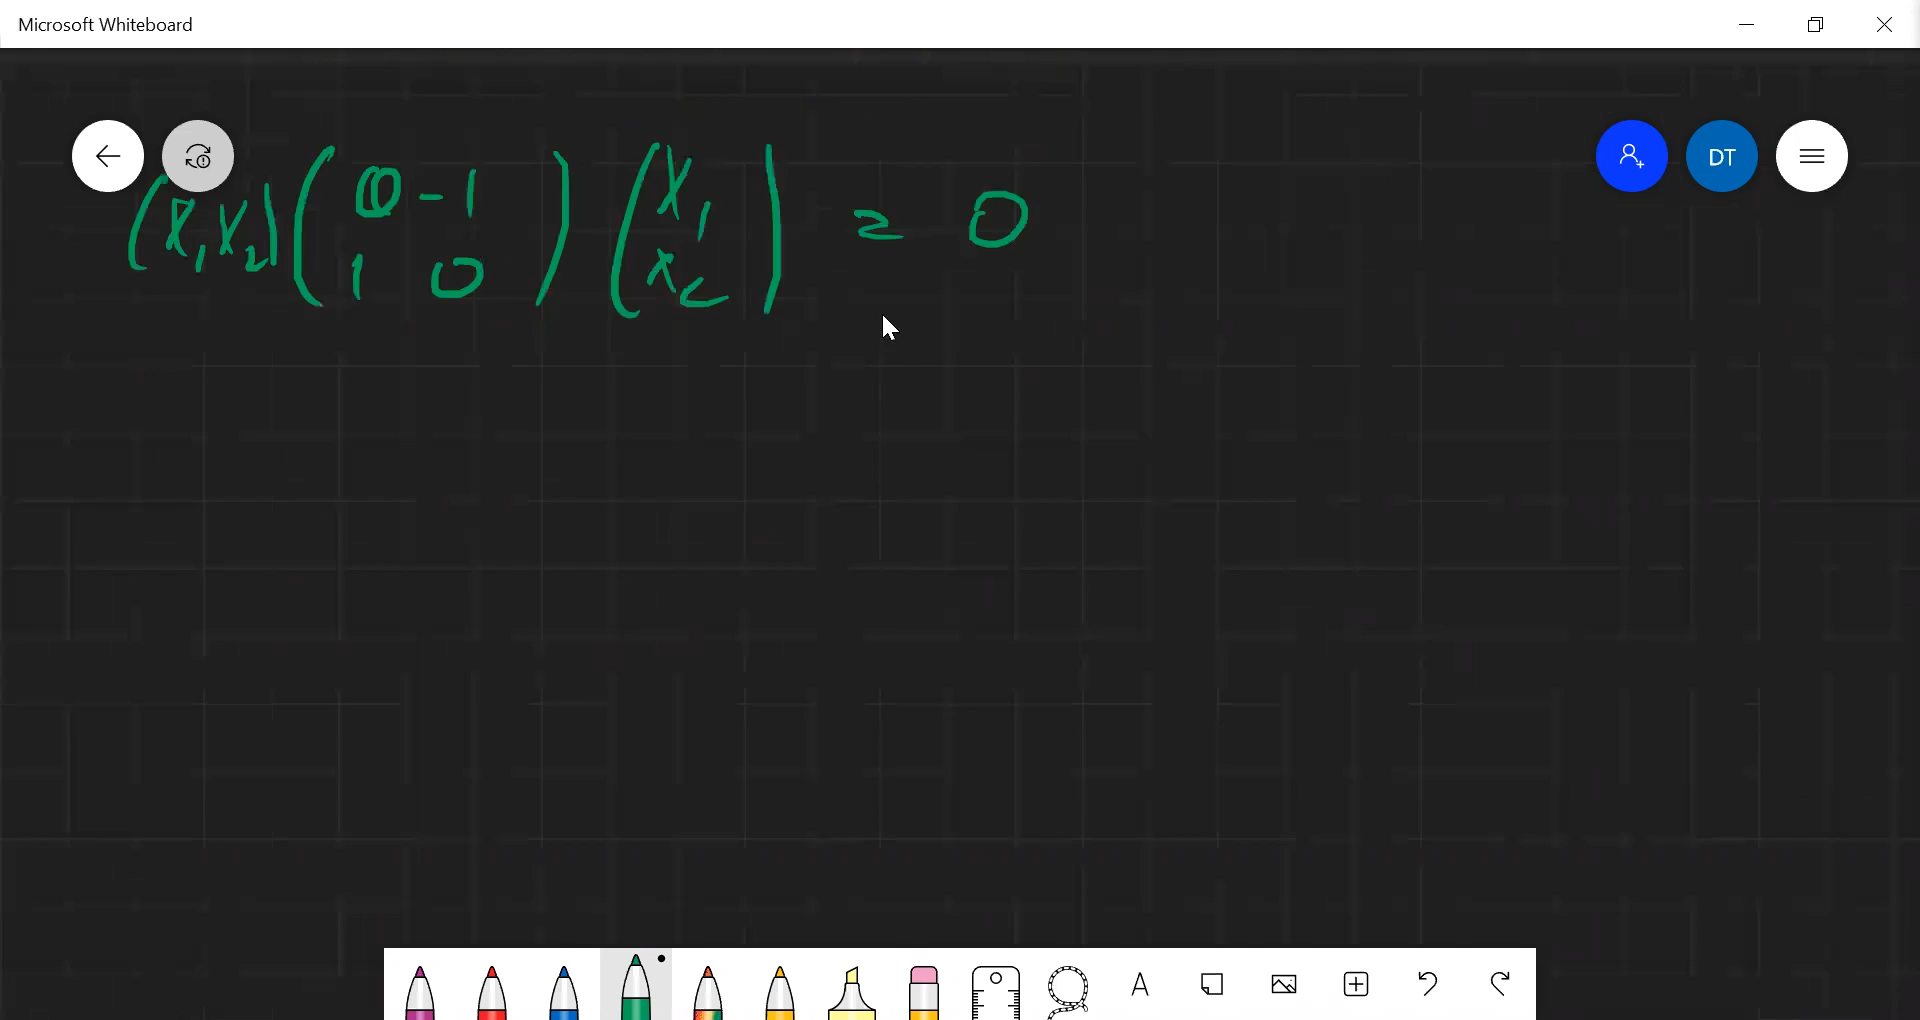 Microsoft Whiteboard
DT
(x₁ x₂) (0 -1
1 0) (x₁
x₂) = 0
A